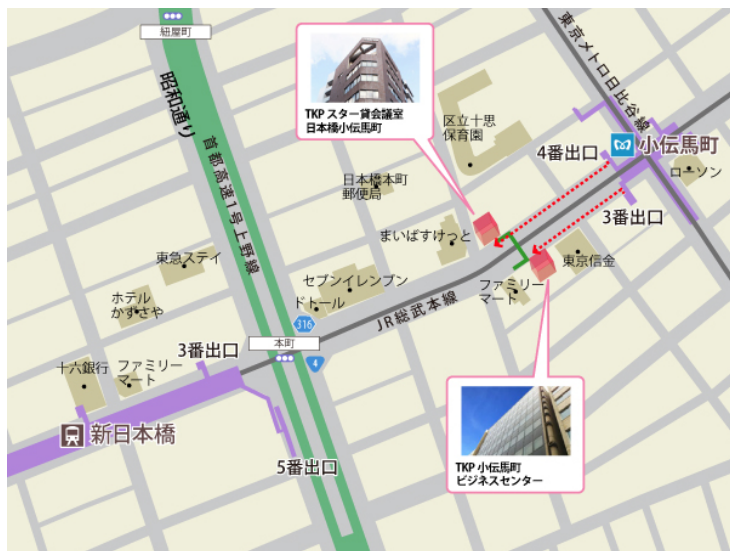 紐屋町
昭和通り
首都高速1号上野線
TKP スター貸会議室
日本橋小伝馬町
区立十思
保育園
東京メトロ日比谷線
4番出口
小伝馬町
ローソン
3番出口
日本橋本町
郵便局
まいばすけっと
東急ステイ
セブンイレンブン
東京信金
ファミリー
マート
ホテル
かずさや
ドトール
316
JR総武本線
本町
3番出口
4
十六銀行
ファミリー
マート
新日本橋
5番出口
TKP 小伝馬町
ビジネスセンター